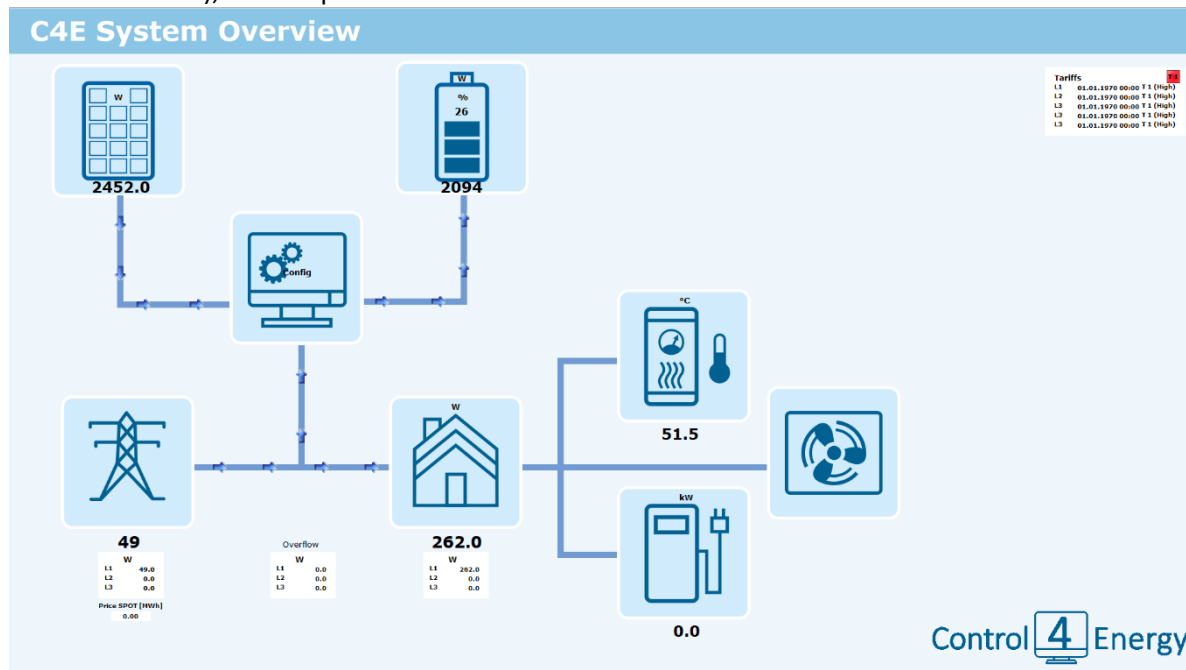 C4E System Overview
W
2452.0
W
%
26
2094
Tariffs T1
L1 01.01.1970 00:00 T 1 (High)
L2 01.01.1970 00:00 T 1 (High)
L3 01.01.1970 00:00 T 1 (High)
L3 01.01.1970 00:00 T 1 (High)
L3 01.01.1970 00:00 T 1 (High)
Config
°C
51.5
W
kW
49
W
L1 49.0
L2 0.0
L3 0.0
Price SPOT [MWh]
0.00
Overflow
W
L1 0.0
L2 0.0
L3 0.0
262.0
W
L1 262.0
L2 0.0
L3 0.0
0.0
Control 4 Energy